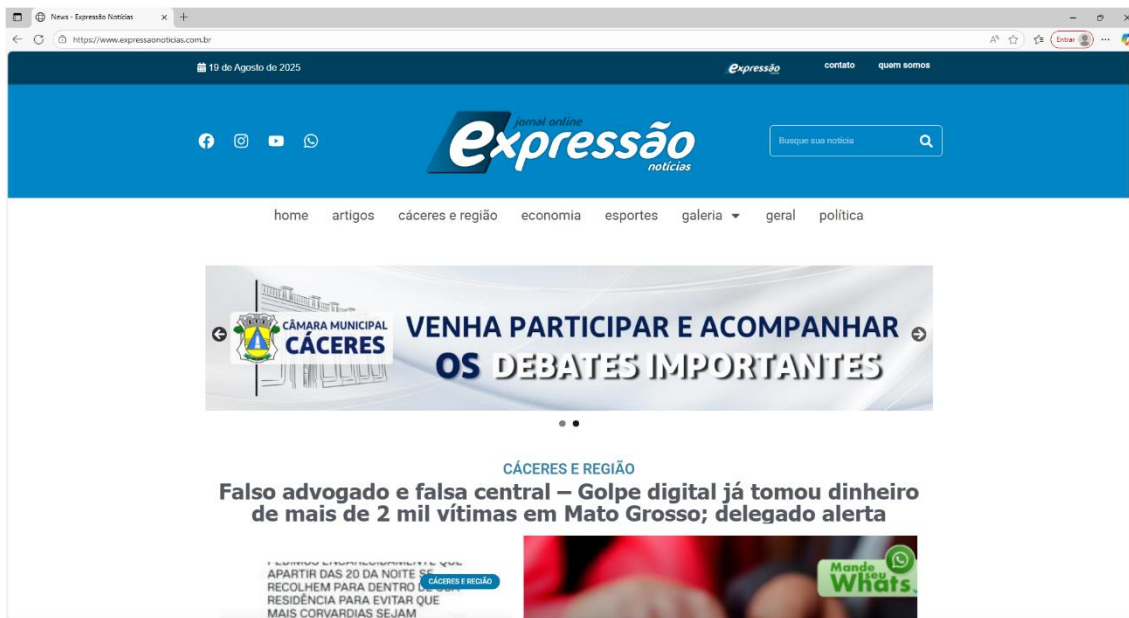 News - Expressão Notícias
https://www.expressaonoticias.com.br
Entrar
19 de Agosto de 2025
expressão
contato
quem somos
jornal online
expressão
notícias
Busque sua notícia
home artigos cáceres e região economia esportes galeria geral política
CÂMARA MUNICIPAL
CÁCERES
VENHA PARTICIPAR E ACOMPANHAR
OS DEBATES IMPORTANTES
CÁCERES E REGIÃO
Falso advogado e falsa central – Golpe digital já tomou dinheiro
de mais de 2 mil vítimas em Mato Grosso; delegado alerta
APARTIR DAS 20 DA NOITE SE
RECOLHEM PARA DENTRO
RESIDÊNCIA PARA EVITAR QUE
MAIS CORVARDIAS SEJAM
CÁCERES E REGIÃO
Mande
seu
Whats